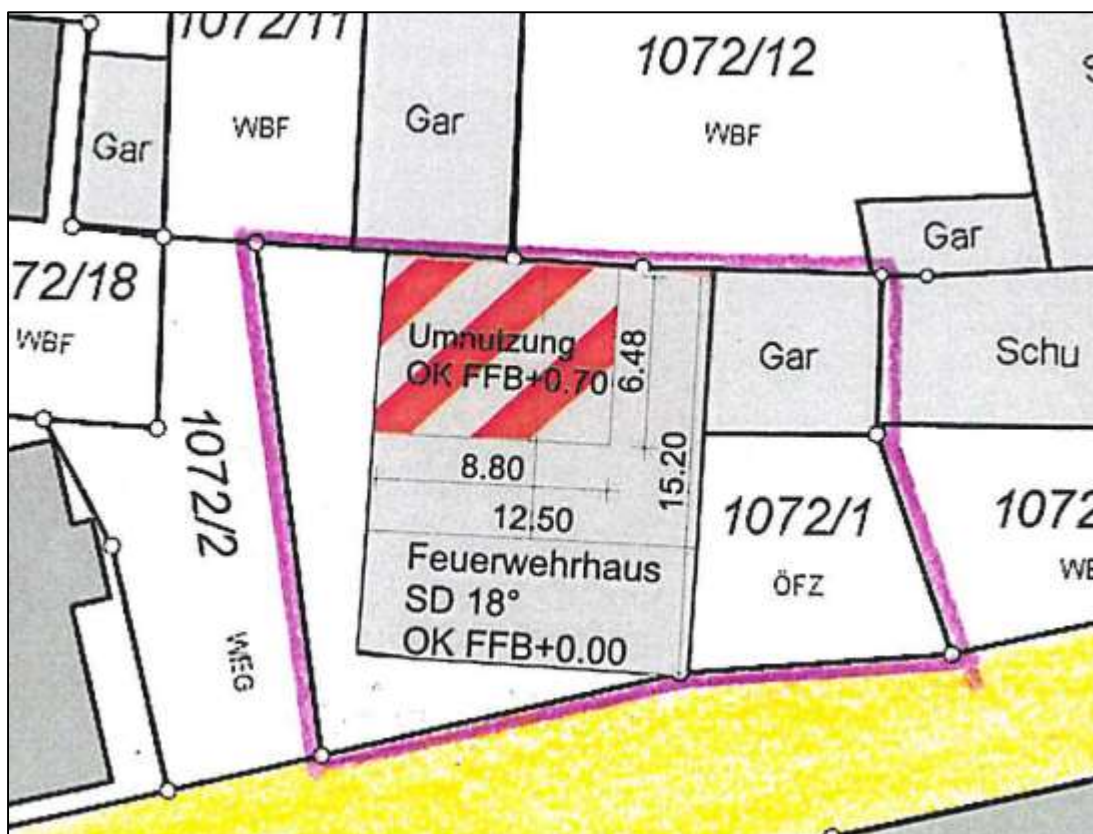 1072/11
1072/12
WBF
Gar
WBF
Gar
Gar
72/18
WBF
Umnutzung
OK FFB+0.70
6.48
Gar
Schu
8.80
15.20
12.50
1072/2
1072/1
1072
ÖFZ
WE
Feuerwehrhaus
SD 18°
OK FFB+0.00
WEG